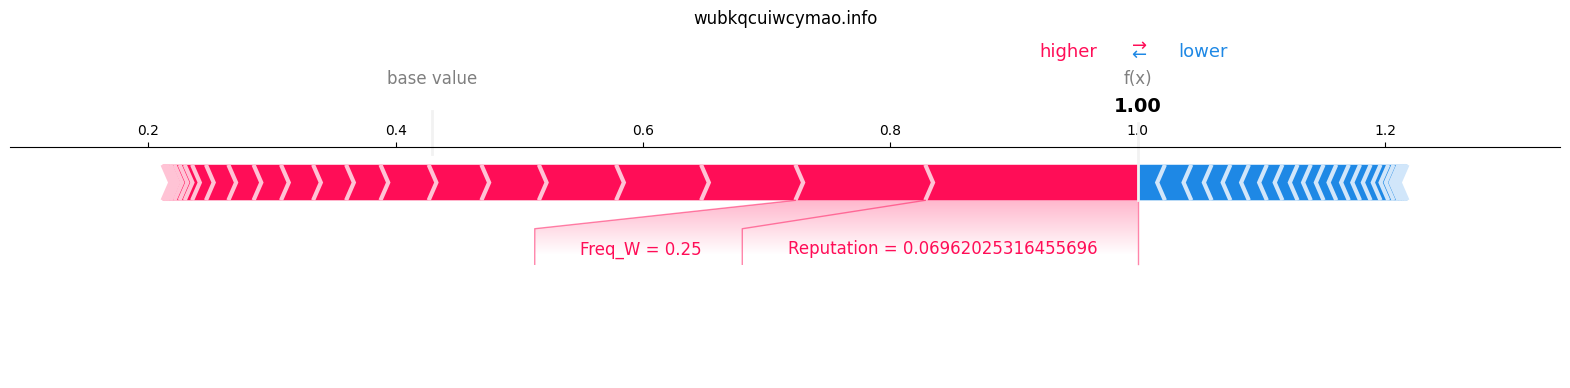 wubkqcuiwcymao.info
higher ⇄ lower
base value f(x)
1.00
0.2 0.4 0.6 0.8 1.0 1.2
Freq_W = 0.25 Reputation = 0.06962025316455696